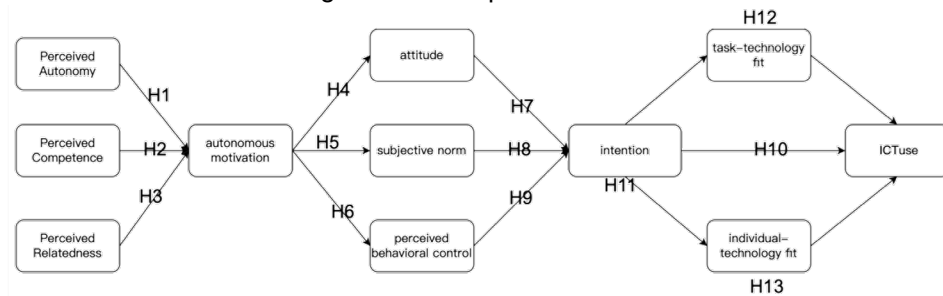 H12
Perceived
Autonomy
attitude
task-technology
fit
H1
H4
H7
Perceived
Competence
H2
autonomous
motivation
H5
subjective norm
H8
intention
H10
ICTuse
H3
H6
H9
H11
Perceived
Relatedness
perceived
behavioral control
individual-
technology fit
H13